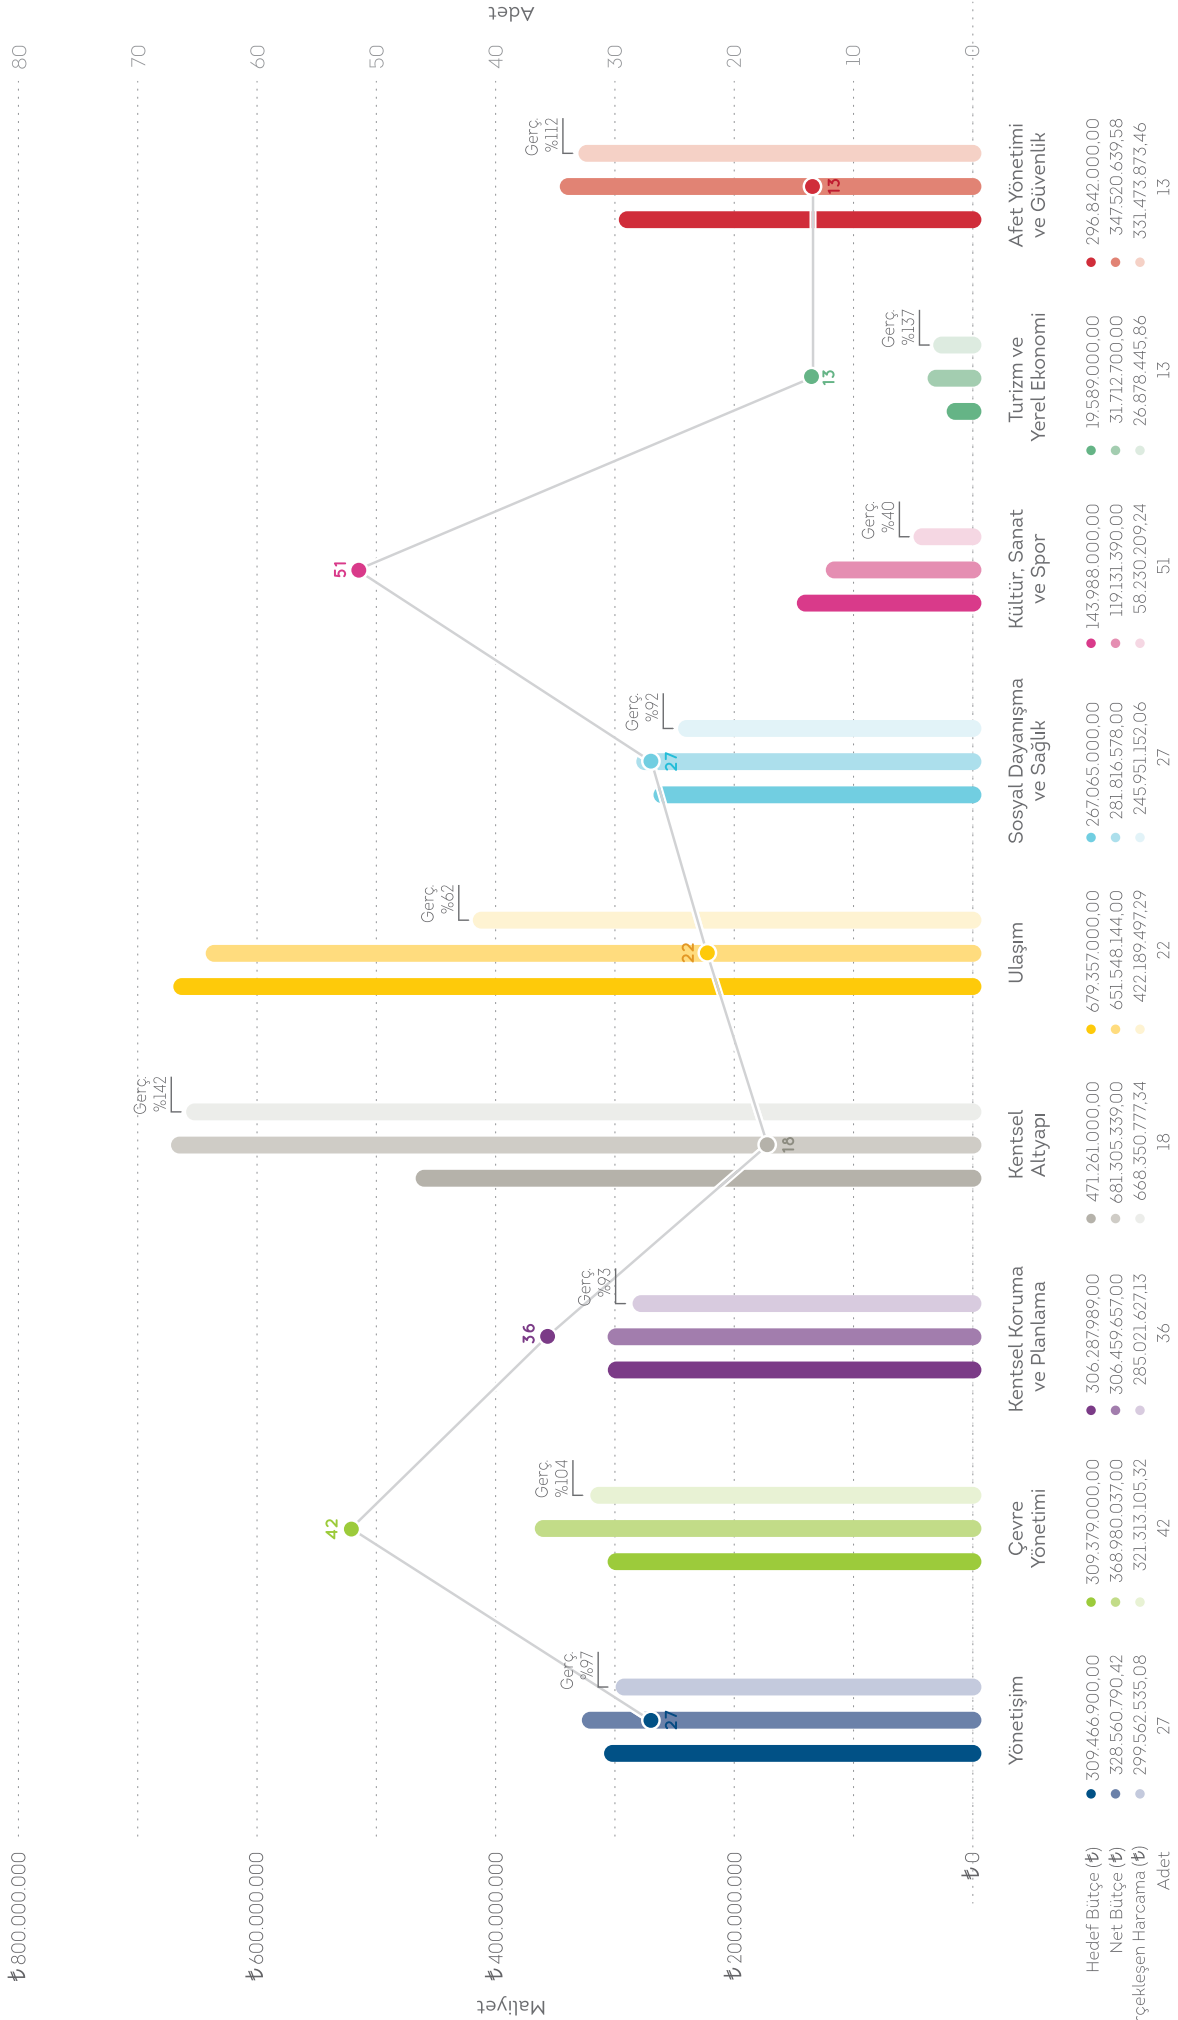 Maliyet
Adet
₺ 800.000.000
80
70
₺ 600.000.000
60
50
₺ 400.000.000
40
30
₺ 200.000.000
20
10
₺ 0
0
27
Gerç.
%97
42
Gerç.
%104
36
Gerç.
%93
18
Gerç.
%142
22
Gerç.
%62
27
Gerç.
%92
51
Gerç.
%40
13
Gerç.
%137
13
Gerç.
%112
Yönetişim
Çevre
Yönetimi
Kentsel Koruma
ve Planlama
Kentsel
Altyapı
Ulaşım
Sosyal Dayanışma
ve Sağlık
Kültür, Sanat
ve Spor
Turizm ve
Yerel Ekonomi
Afet Yönetimi
ve Güvenlik
Hedef Bütçe (₺) 309.466.900,00 309.379.000,00 306.287.989,00 471.261.000,00 679.357.000,00 267.065.000,00 143.988.000,00 19.589.000,00 296.842.000,00
Net Bütçe (₺) 328.560.790,42 368.980.037,00 306.459.657,00 681.305.339,00 651.548.144,00 281.816.578,00 119.131.390,00 31.712.700,00 347.520.639,58
rçekleşen Harcama (₺) 299.562.535,08 321.313.105,32 285.021.627,13 668.350.777,34 422.189.497,29 245.951.152,06 58.230.209,24 26.878.445,86 331.473.873,46
Adet 27 42 36 18 22 27 51 13 13